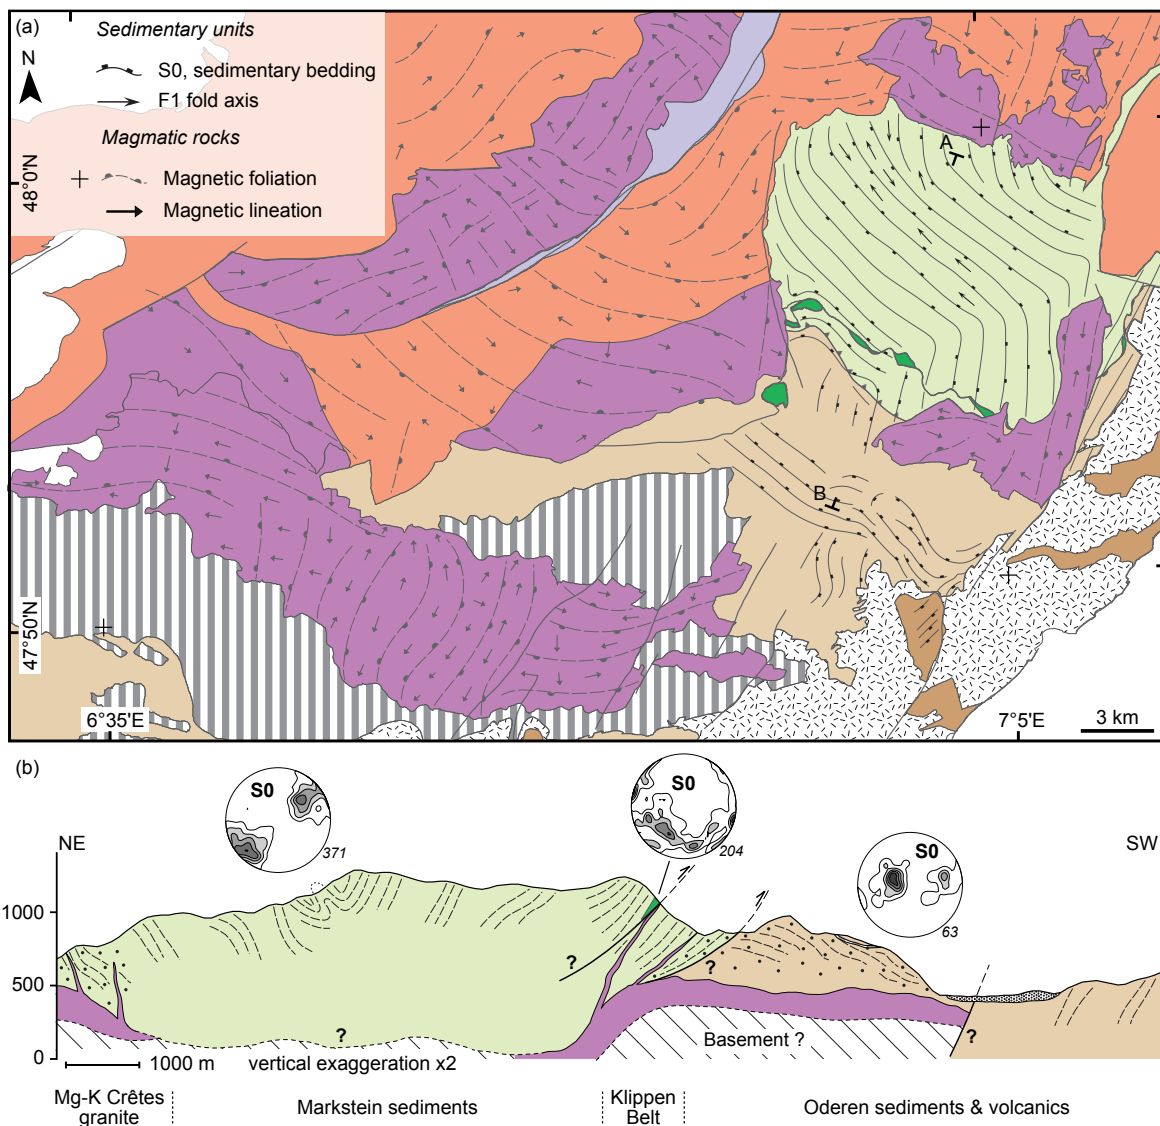 (a)
Sedimentary units
N
S0, sedimentary bedding
F1 fold axis
Magmatic rocks
Magnetic foliation
Magnetic lineation
48°0'N
A
B
47°50'N
6°35'E
7°5'E
3 km
(b)
S0
S0
S0
371
204
63
NE
SW
1000
500
0
?
?
?
?
Basement ?
1000 m
vertical exaggeration x2
Mg-K Crêtes
granite
Markstein sediments
Klippen
Belt
Oderen sediments & volcanics